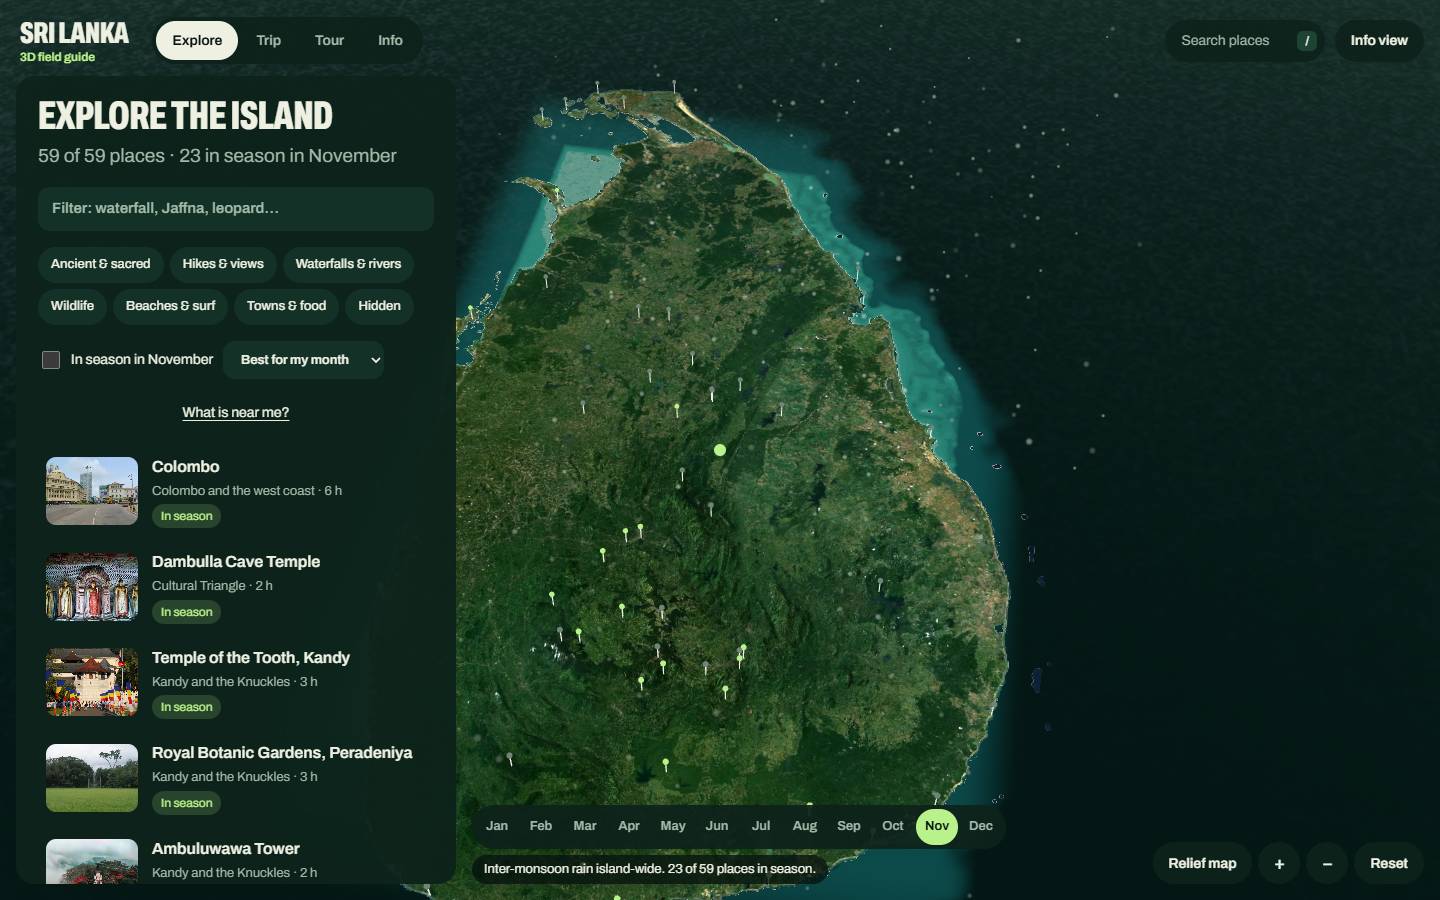 SRI LANKA
3D field guide
Explore
Trip
Tour
Info
Search places
/
Info view
EXPLORE THE ISLAND
59 of 59 places · 23 in season in November
Filter: waterfall, Jaffna, leopard…
Ancient & sacred
Hikes & views
Waterfalls & rivers
Wildlife
Beaches & surf
Towns & food
Hidden
In season in November
Best for my month
What is near me?
Colombo
Colombo and the west coast · 6 h
In season
Dambulla Cave Temple
Cultural Triangle · 2 h
In season
Temple of the Tooth, Kandy
Kandy and the Knuckles · 3 h
In season
Royal Botanic Gardens, Peradeniya
Kandy and the Knuckles · 3 h
In season
Ambuluwawa Tower
Kandy and the Knuckles · 2 h
Jan
Feb
Mar
Apr
May
Jun
Jul
Aug
Sep
Oct
Nov
Dec
Inter-monsoon rain island-wide. 23 of 59 places in season.
Relief map
+
−
Reset